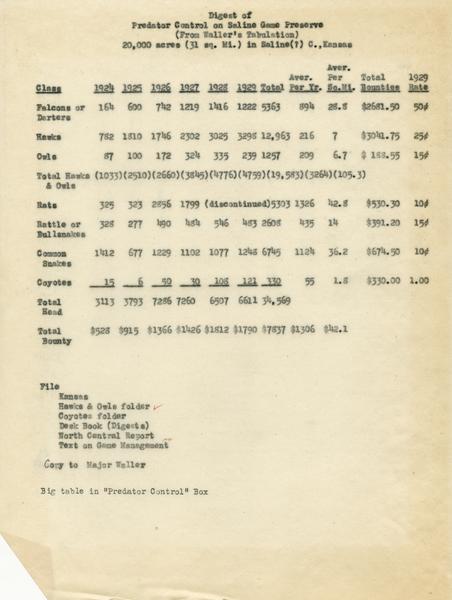 Digest of
Predator Control on Saline Game Preserve
(From Waller's Tabulation)
20,000 acres (31 sq. Mi.) in Saline(?) C.,Kansas
Class 1924 1925 1926 1927 1928 1929 Total Aver. Per Yr. Aver. Per Sq.Mi. Total Bounties 1929 Rate
Falcons or Darters 164 600 742 1219 1416 1222 5363 894 28.8 $2681.50 50¢
Hawks 782 1810 1746 2302 3025 3298 12,963 216 7 $3041.75 25¢
Owls 87 100 172 324 335 239 1257 209 6.7 $ 188.55 15¢
Total Hawks & Owls (1033)(2510)(2660)(3845)(4776)(4759)(19,583)(3264)(105.3)
Rats 325 323 2856 1799 (discontinued)5303 1326 42.8 $530.30 10¢
Rattle or Bullsnakes 328 277 490 484 546 483 2608 435 14 $391.20 15¢
Common Snakes 1412 677 1229 1102 1077 1248 6745 1124 36.2 $674.50 10¢
Coyotes 15 6 50 30 108 121 330 55 1.8 $330.00 1.00
Total Head 3113 3793 7286 7260 6507 6611 34,569
Total Bounty $528 $915 $1366 $1426 $1812 $1790 $7837 $1306 $42.1
File
Kansas
Hawks & Owls folder
Coyotes folder
Desk Book (Digests)
North Central Report
Text on Game Management
Copy to Major Waller
Big table in "Predator Control" Box